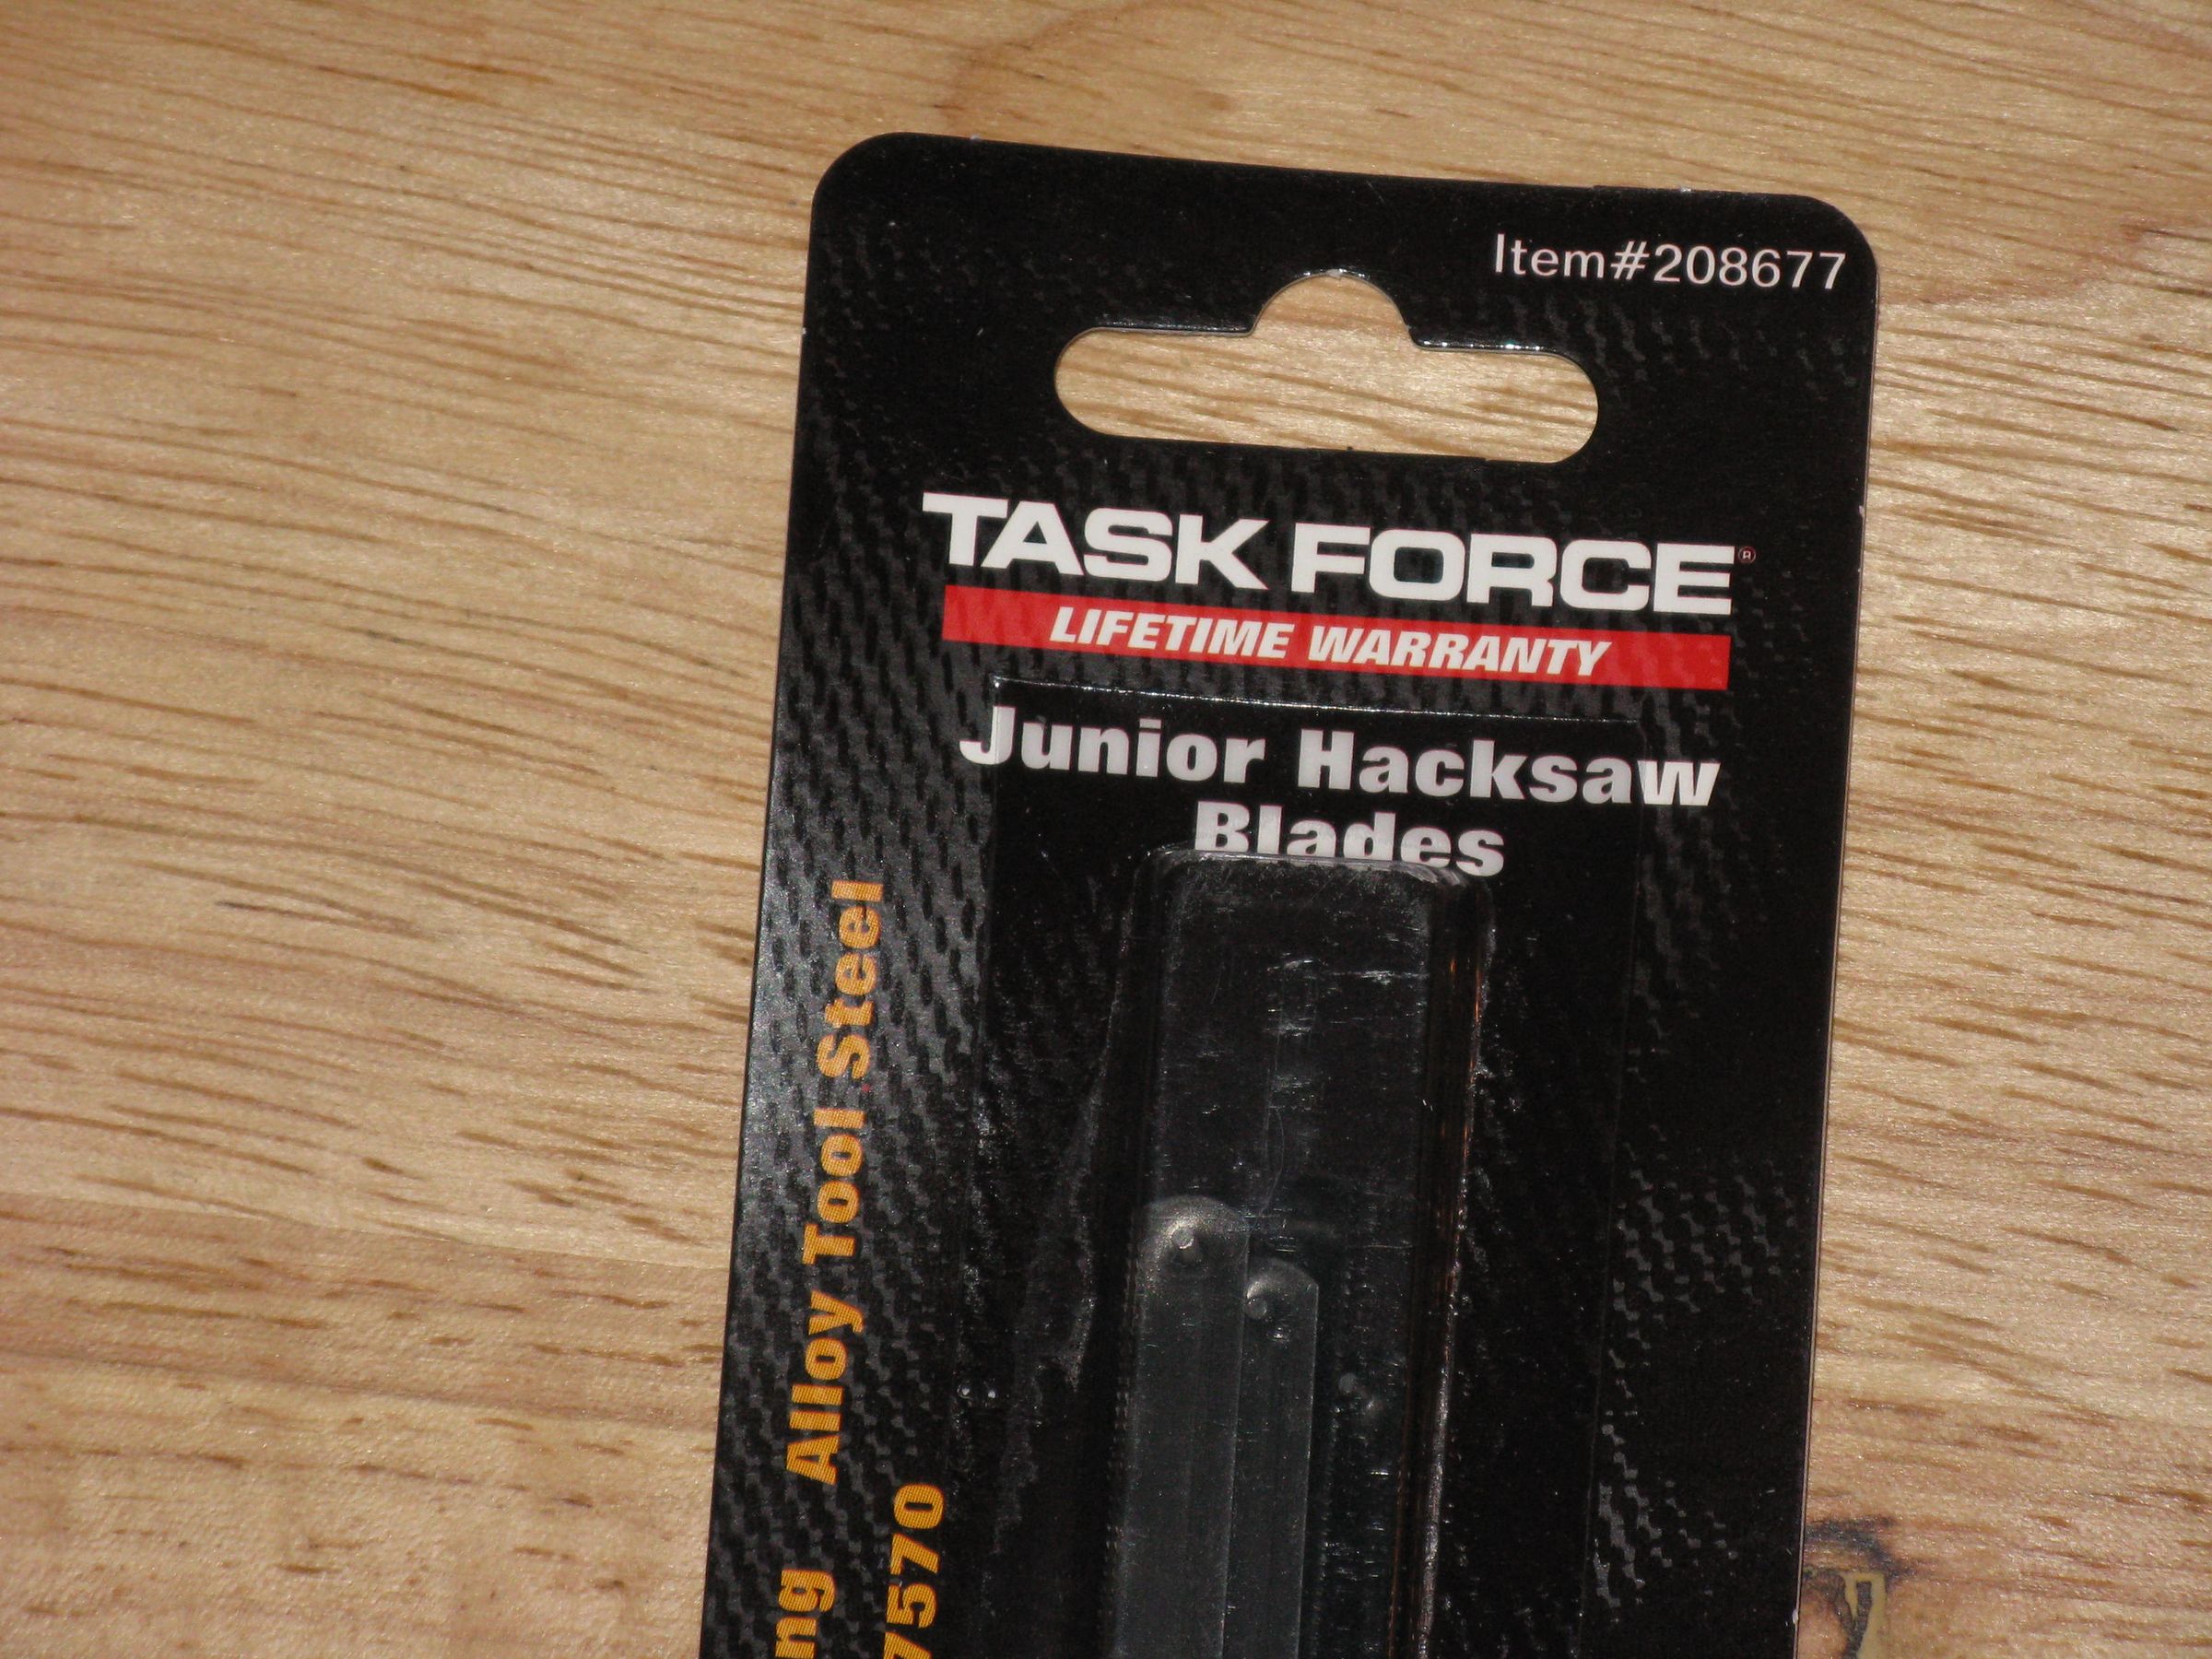 Item#208677
TASK FORCE®
LIFETIME WARRANTY
Junior Hacksaw
Blades
Alloy Tool Steel